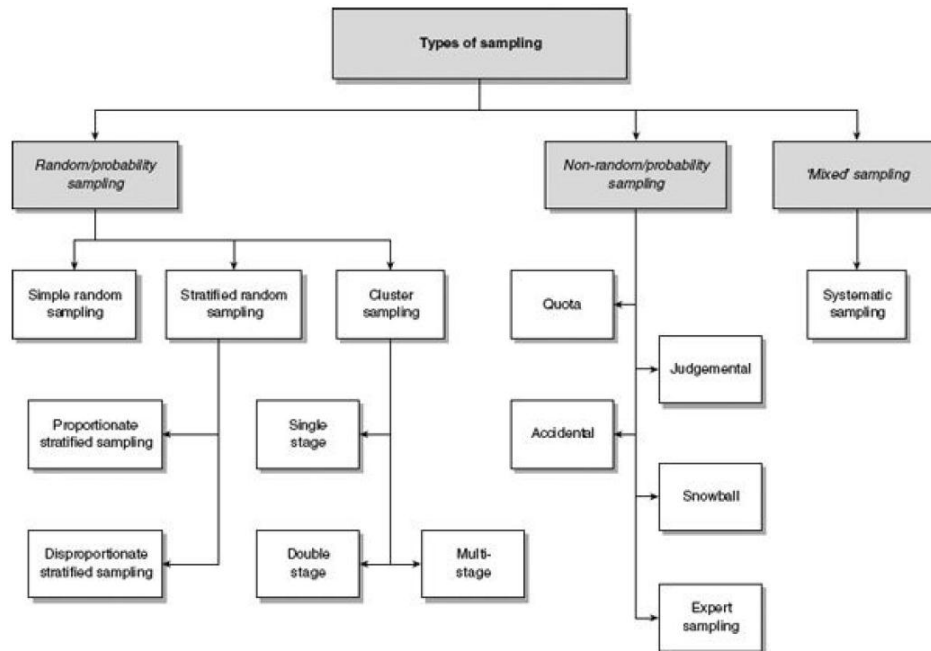 Types of sampling
Random/probability
sampling
Non-random/probability
sampling
'Mixed' sampling
Simple random
sampling
Stratified random
sampling
Cluster
sampling
Quota
Systematic
sampling
Judgemental
Proportionate
stratified sampling
Single
stage
Accidental
Snowball
Disproportionate
stratified sampling
Double
stage
Multi-
stage
Expert
sampling